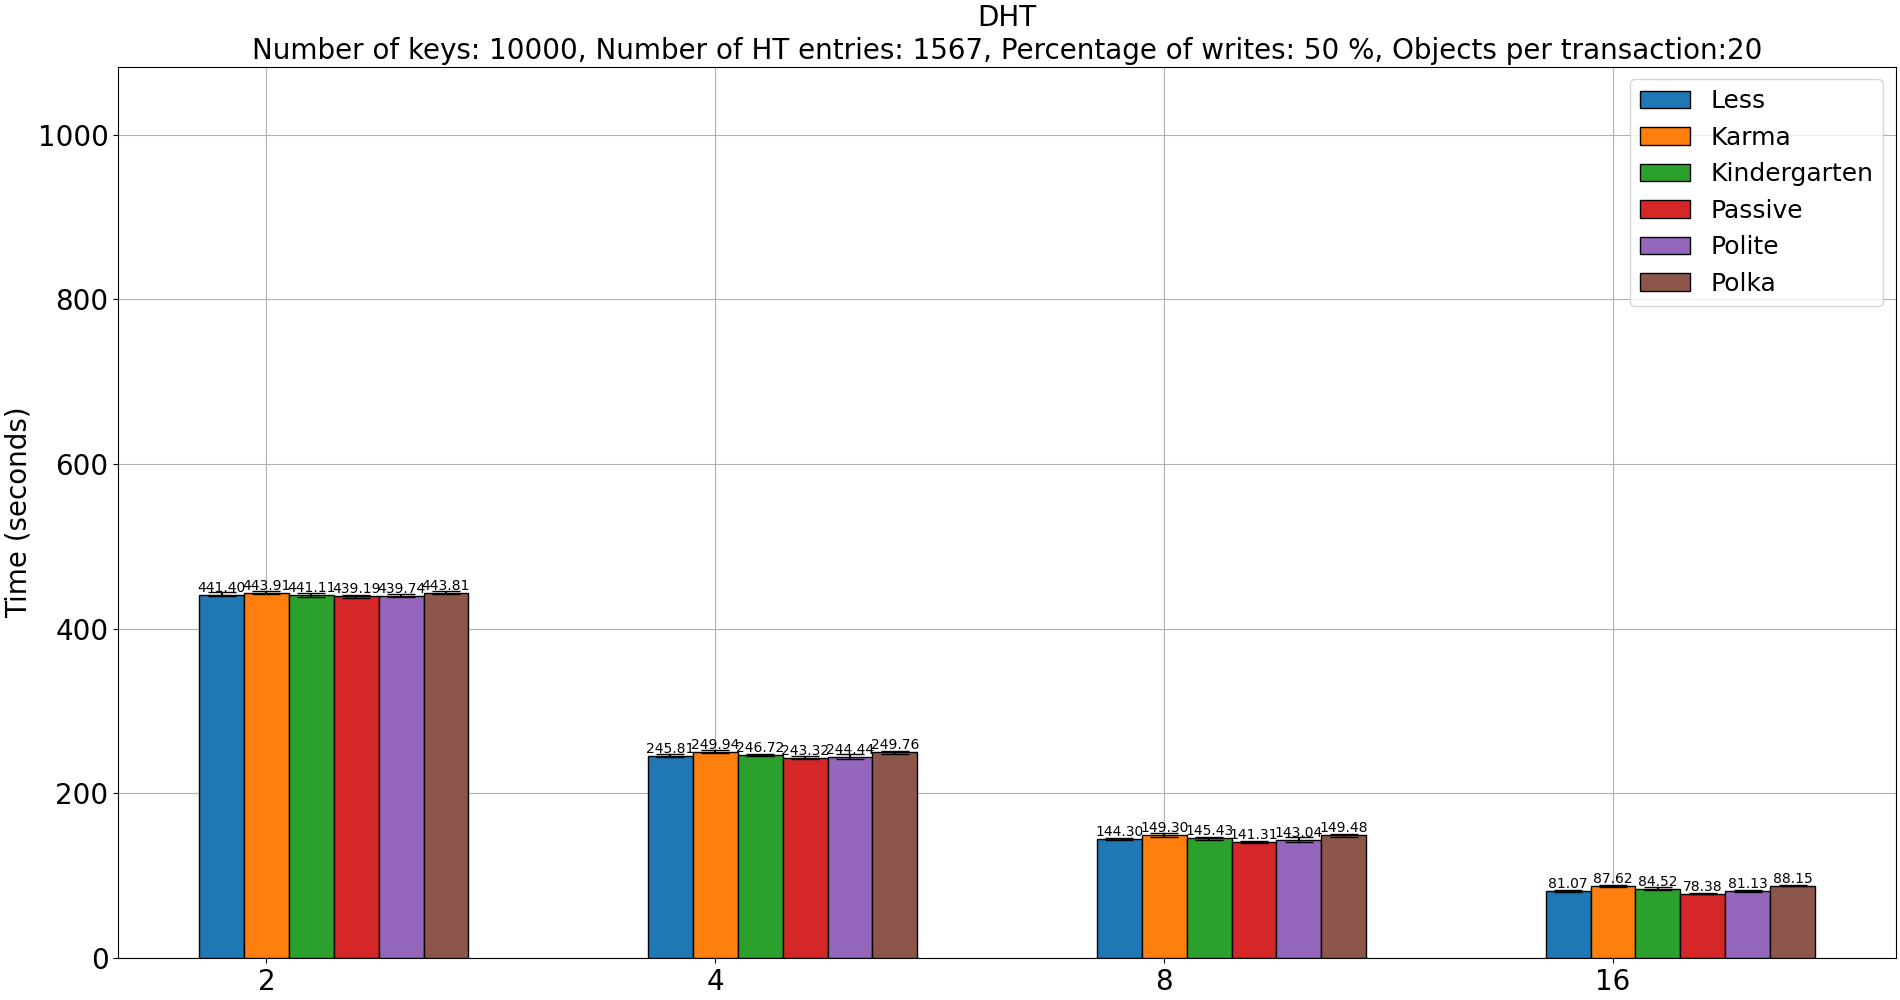 DHT
Number of keys: 10000, Number of HT entries: 1567, Percentage of writes: 50 %, Objects per transaction:20
Time (seconds)
1000
800
600
400
200
0
Less
Karma
Kindergarten
Passive
Polite
Polka
441.40 443.91 441.11 439.19 439.74 443.81
245.81 249.94 246.72 243.32 244.44 249.76
144.30 149.30 145.43 141.31 143.04 149.48
81.07 87.62 84.52 78.38 81.13 88.15
2 4 8 16